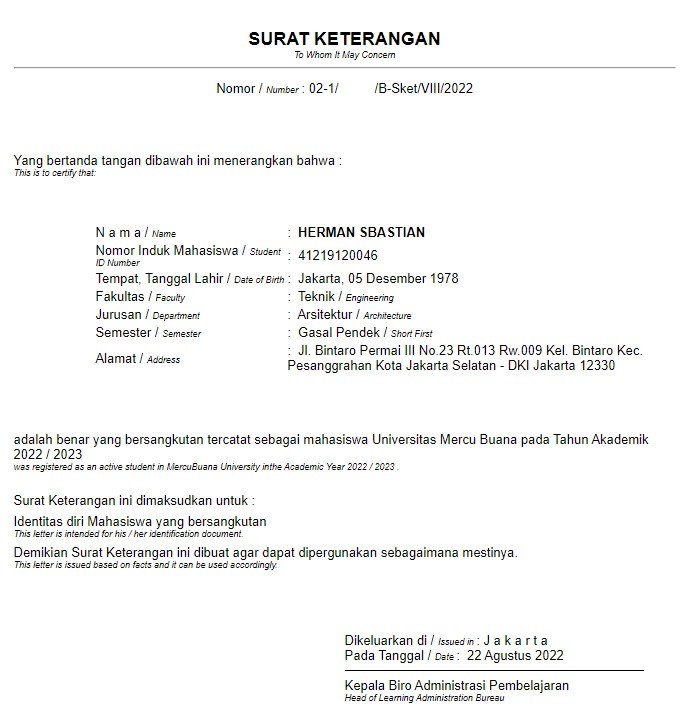 SURAT KETERANGAN
To Whom It May Concern
Nomor / Number : 02-1/ /B-Sket/VIII/2022
Yang bertanda tangan dibawah ini menerangkan bahwa :
This is to certify that:
N a m a / Name : HERMAN SBASTIAN
Nomor Induk Mahasiswa / Student ID Number : 41219120046
Tempat, Tanggal Lahir / Date of Birth : Jakarta, 05 Desember 1978
Fakultas / Faculty : Teknik / Engineering
Jurusan / Department : Arsitektur / Architecture
Semester / Semester : Gasal Pendek / Short First
Alamat / Address : Jl. Bintaro Permai III No.23 Rt.013 Rw.009 Kel. Bintaro Kec.
Pesanggrahan Kota Jakarta Selatan - DKI Jakarta 12330
adalah benar yang bersangkutan tercatat sebagai mahasiswa Universitas Mercu Buana pada Tahun Akademik
2022 / 2023
was registered as an active student in MercuBuana University inthe Academic Year 2022 / 2023 .
Surat Keterangan ini dimaksudkan untuk :
Identitas diri Mahasiswa yang bersangkutan
This letter is intended for his / her identification document.
Demikian Surat Keterangan ini dibuat agar dapat dipergunakan sebagaimana mestinya.
This letter is issued based on facts and it can be used accordingly.
Dikeluarkan di / Issued in : J a k a r t a
Pada Tanggal / Date : 22 Agustus 2022
Kepala Biro Administrasi Pembelajaran
Head of Learning Administration Bureau